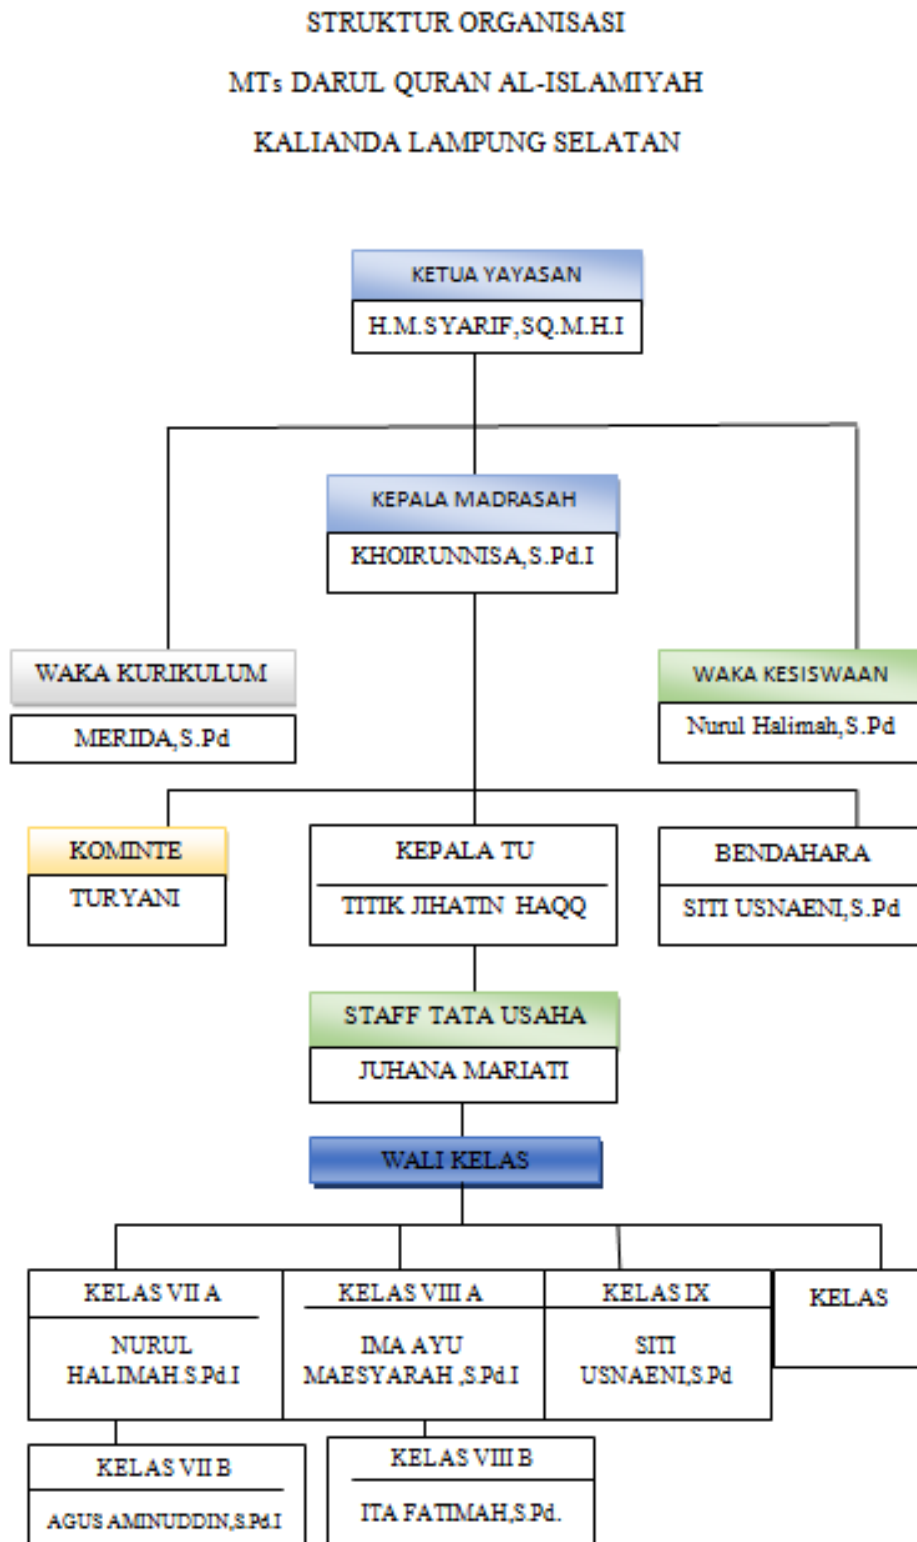 STRUKTUR ORGANISASI
MTs DARUL QURAN AL-ISLAMIYAH
KALIANDA LAMPUNG SELATAN
KETUA YAYASAN
H.M.SYARIF,SQ.M.H.I
KEPALA MADRASAH
KHOIRUNNISA,S.Pd.I
WAKA KURIKULUM
MERIDA,S.Pd
WAKA KESISWAAN
Nurul Halimah,S.Pd
KOMINTE
TURYANI
KEPALA TU
TITIK JIHATIN HAQQ
BENDAHARA
SITI USNAENI,S.Pd
STAFF TATA USAHA
JUHANA MARIATI
WALI KELAS
KELAS VII A
NURUL
HALIMAH.S.Pd.I
KELAS VIII A
IMA AYU
MAESYARAH ,S.Pd.I
KELAS IX
SITI
USNAENI,S.Pd
KELAS
KELAS VII B
AGUS AMINUDDIN,S.Pd.I
KELAS VIII B
ITA FATIMAH,S.Pd.